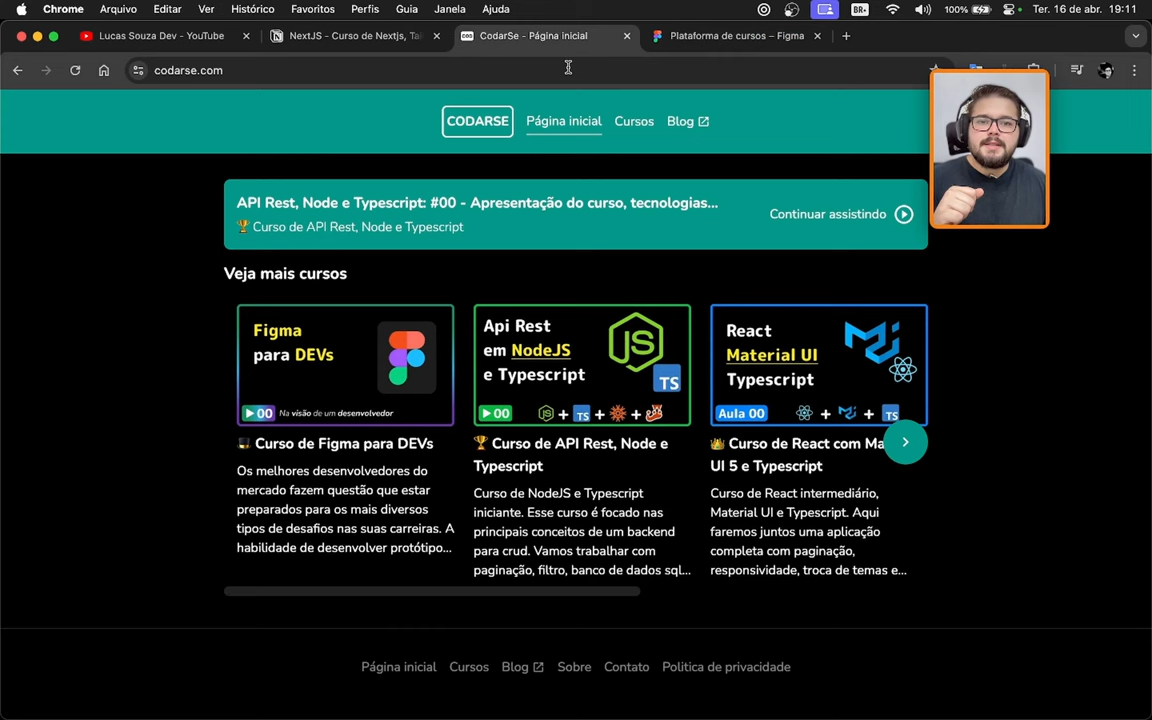 Chrome Arquivo Editar Ver Histórico Favoritos Perfis Guia Janela Ajuda BR 100% Ter. 16 de abr. 19:11
Lucas Souza Dev - YouTube
NextJS - Curso de Nextjs, Tai
CodarSe - Página inicial
Plataforma de cursos – Figma
codarse.com
CODARSE Página inicial Cursos Blog
API Rest, Node e Typescript: #00 - Apresentação do curso, tecnologias...
🏆 Curso de API Rest, Node e Typescript
Continuar assistindo
Veja mais cursos
Figma
para DEVs
00 Na visão de um desenvolvedor
Curso de Figma para DEVs
Os melhores desenvolvedores do
mercado fazem questão que estar
preparados para os mais diversos
tipos de desafios nas suas carreiras. A
habilidade de desenvolver protótipo...
Api Rest
em NodeJS
e Typescript
JS
TS
00 JS + TS + +
🏆 Curso de API Rest, Node e
Typescript
Curso de NodeJS e Typescript
iniciante. Esse curso é focado nas
principais conceitos de um backend
para crud. Vamos trabalhar com
paginação, filtro, banco de dados sql...
React
Material UI
Typescript
Aula 00 + + TS
👑 Curso de React com Ma
UI 5 e Typescript
Curso de React intermediário,
Material UI e Typescript. Aqui
faremos juntos uma aplicação
completa com paginação,
responsividade, troca de temas e...
Página inicial Cursos Blog Sobre Contato Politica de privacidade